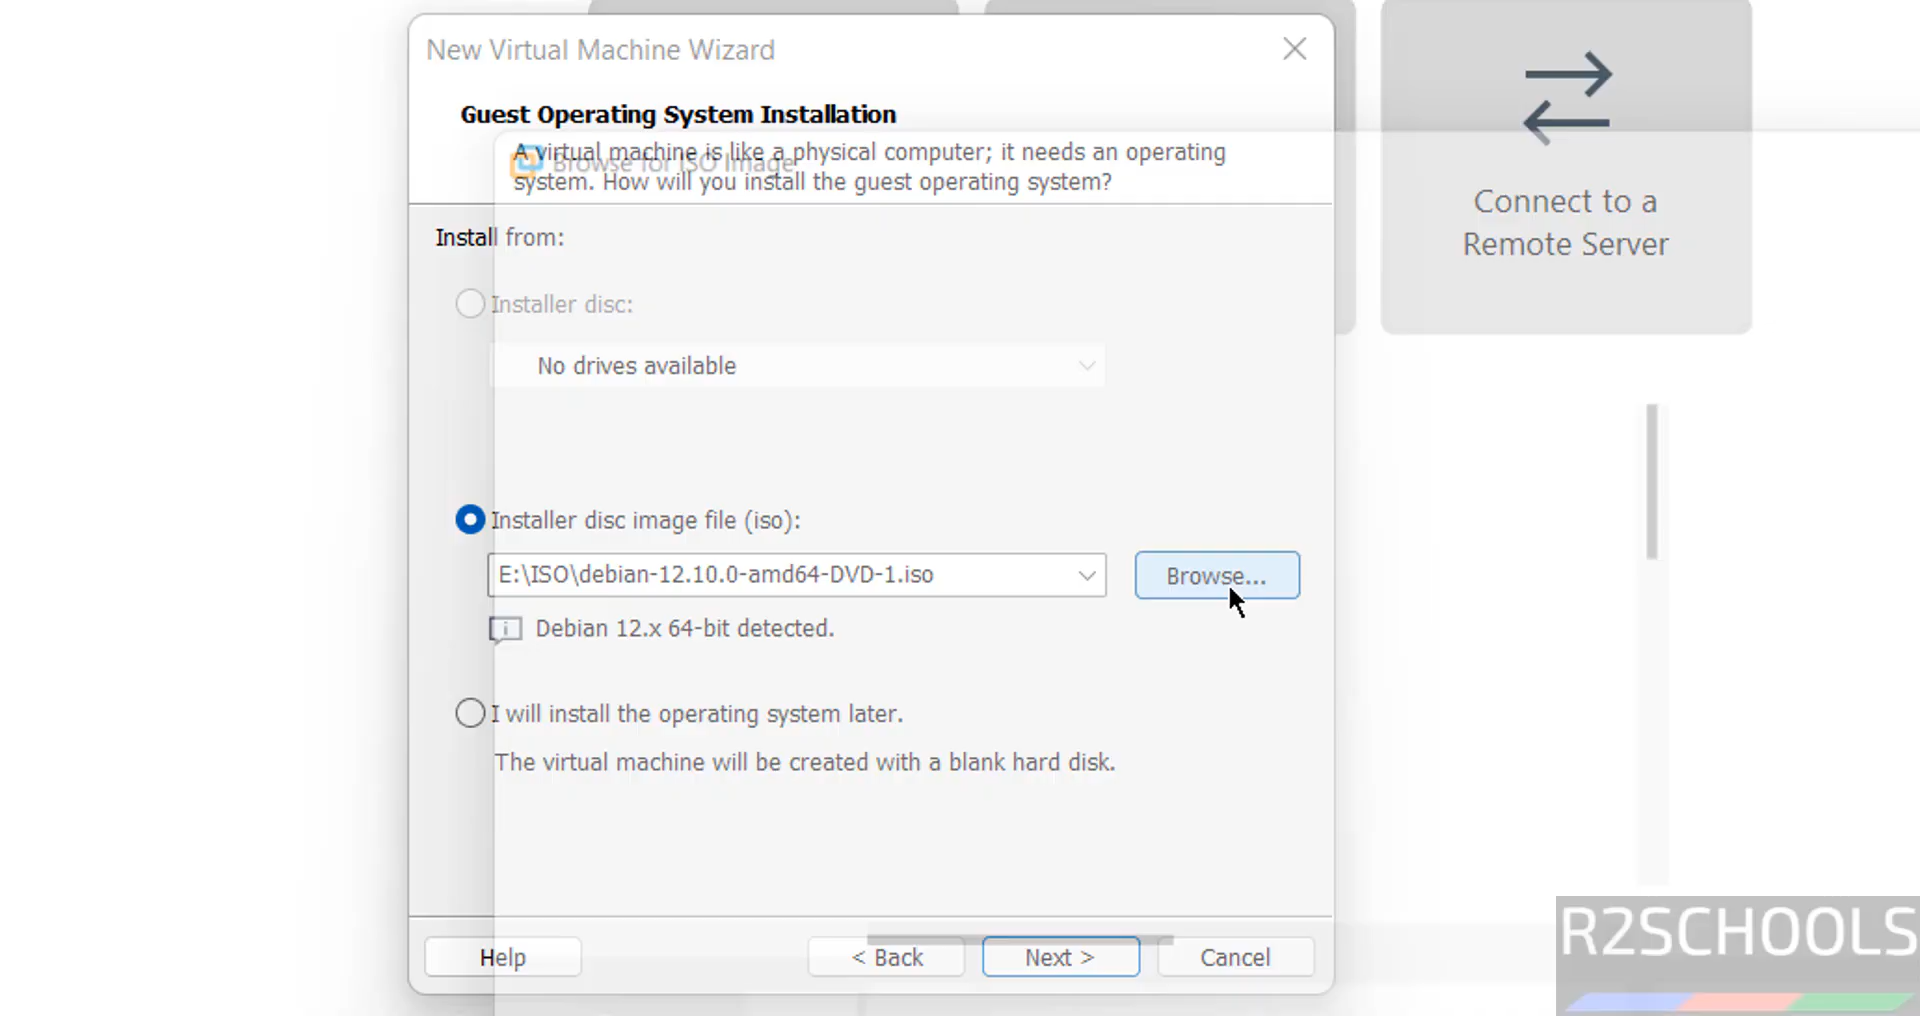 New Virtual Machine Wizard
Guest Operating System Installation
A virtual machine is like a physical computer; it needs an operating
system. How will you install the guest operating system?
Browse for ISO Image
Install from:
Installer disc:
No drives available
Installer disc image file (iso):
E:\ISO\debian-12.10.0-amd64-DVD-1.iso
Browse...
Debian 12.x 64-bit detected.
I will install the operating system later.
The virtual machine will be created with a blank hard disk.
Help
< Back
Next >
Cancel
Connect to a
Remote Server
R2SCHOOLS